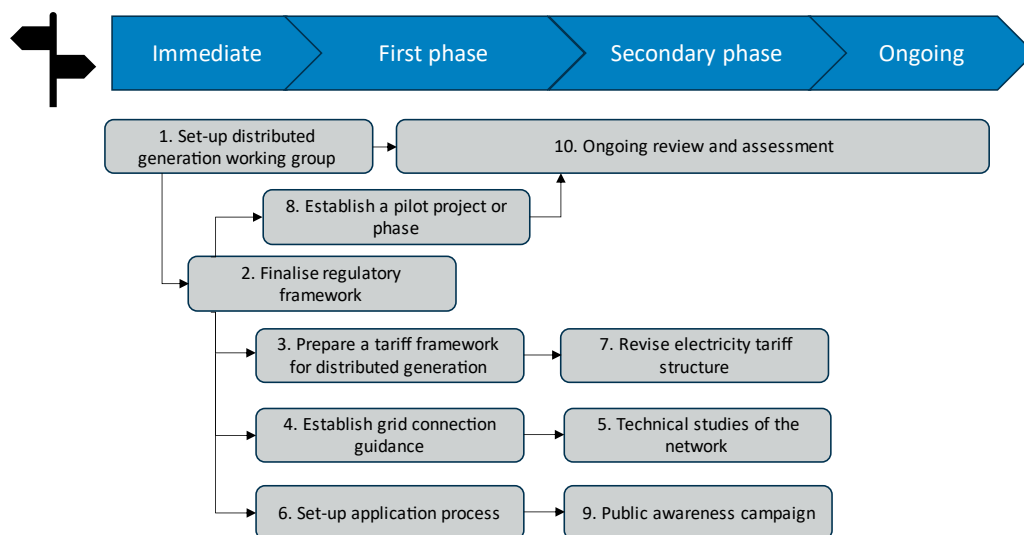 Immediate
First phase
Secondary phase
Ongoing
1. Set-up distributed
generation working group
10. Ongoing review and assessment
8. Establish a pilot project or
phase
2. Finalise regulatory
framework
3. Prepare a tariff framework
for distributed generation
7. Revise electricity tariff
structure
4. Establish grid connection
guidance
5. Technical studies of the
network
6. Set-up application process
9. Public awareness campaign